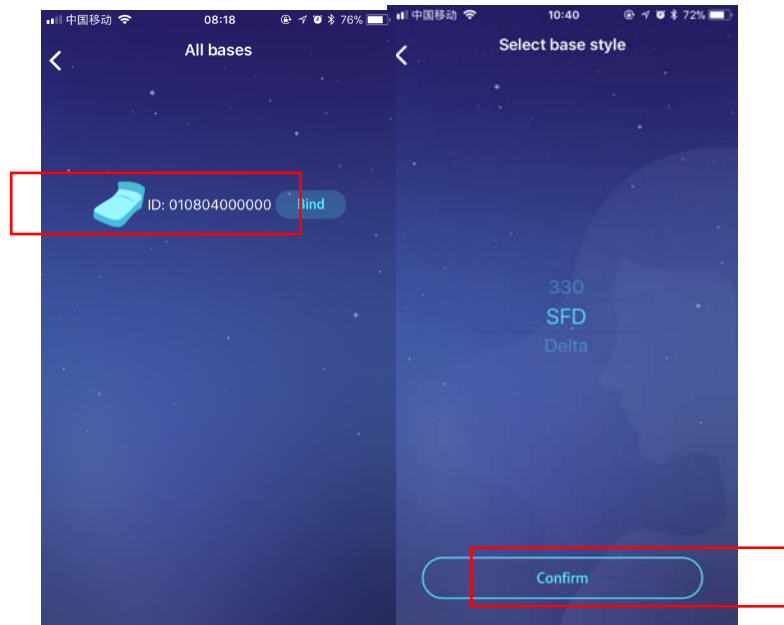 中国移动 08:18 76%
All bases
ID: 010804000000 Bind
中国移动 10:40 72%
Select base style
330
SFD
Delta
Confirm